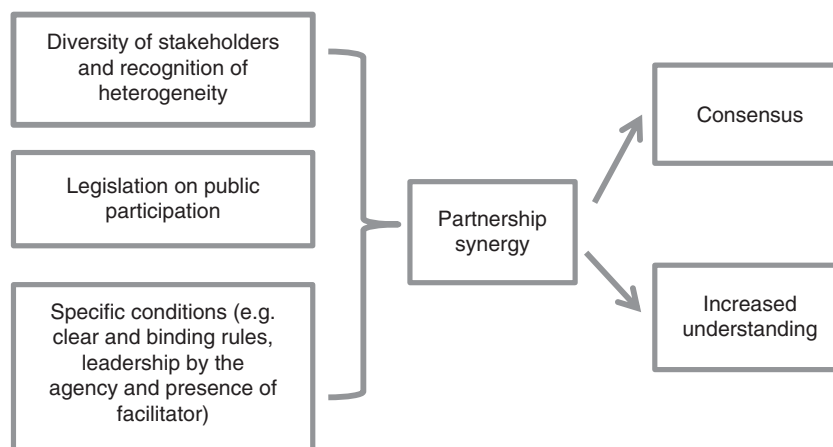 Diversity of stakeholders
and recognition of
heterogeneity
Legislation on public
participation
Specific conditions (e.g.
clear and binding rules,
leadership by the
agency and presence of
facilitator)
Partnership
synergy
Consensus
Increased
understanding